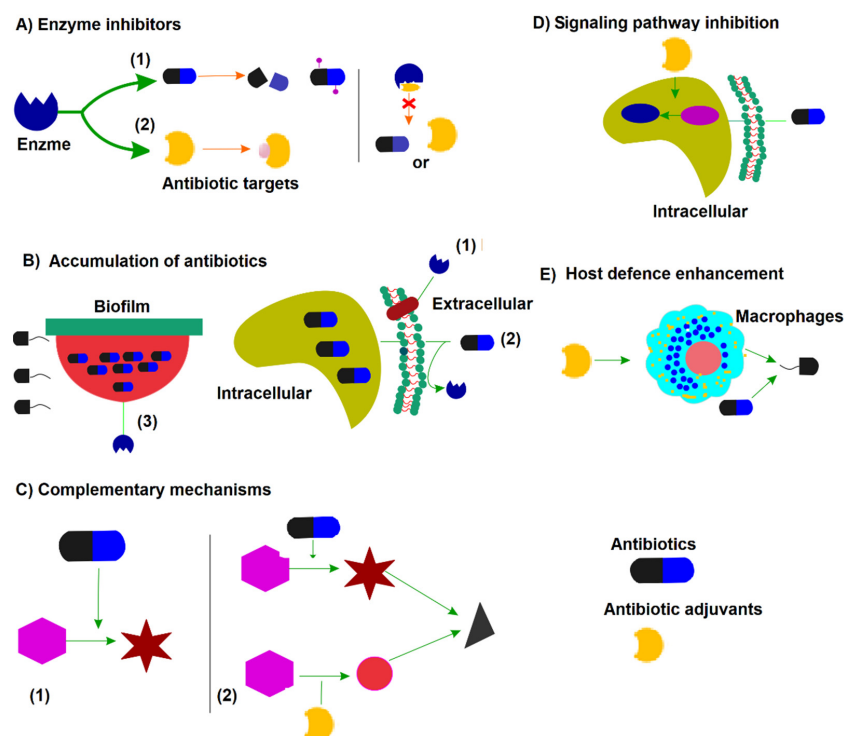 A) Enzyme inhibitors
(1)
(2)
Enzme
Antibiotic targets
or
D) Signaling pathway inhibition
Intracellular
B) Accumulation of antibiotics
Biofilm
(3)
(1)
Extracellular
(2)
Intracellular
E) Host defence enhancement
Macrophages
C) Complementary mechanisms
(1)
(2)
Antibiotics
Antibiotic adjuvants